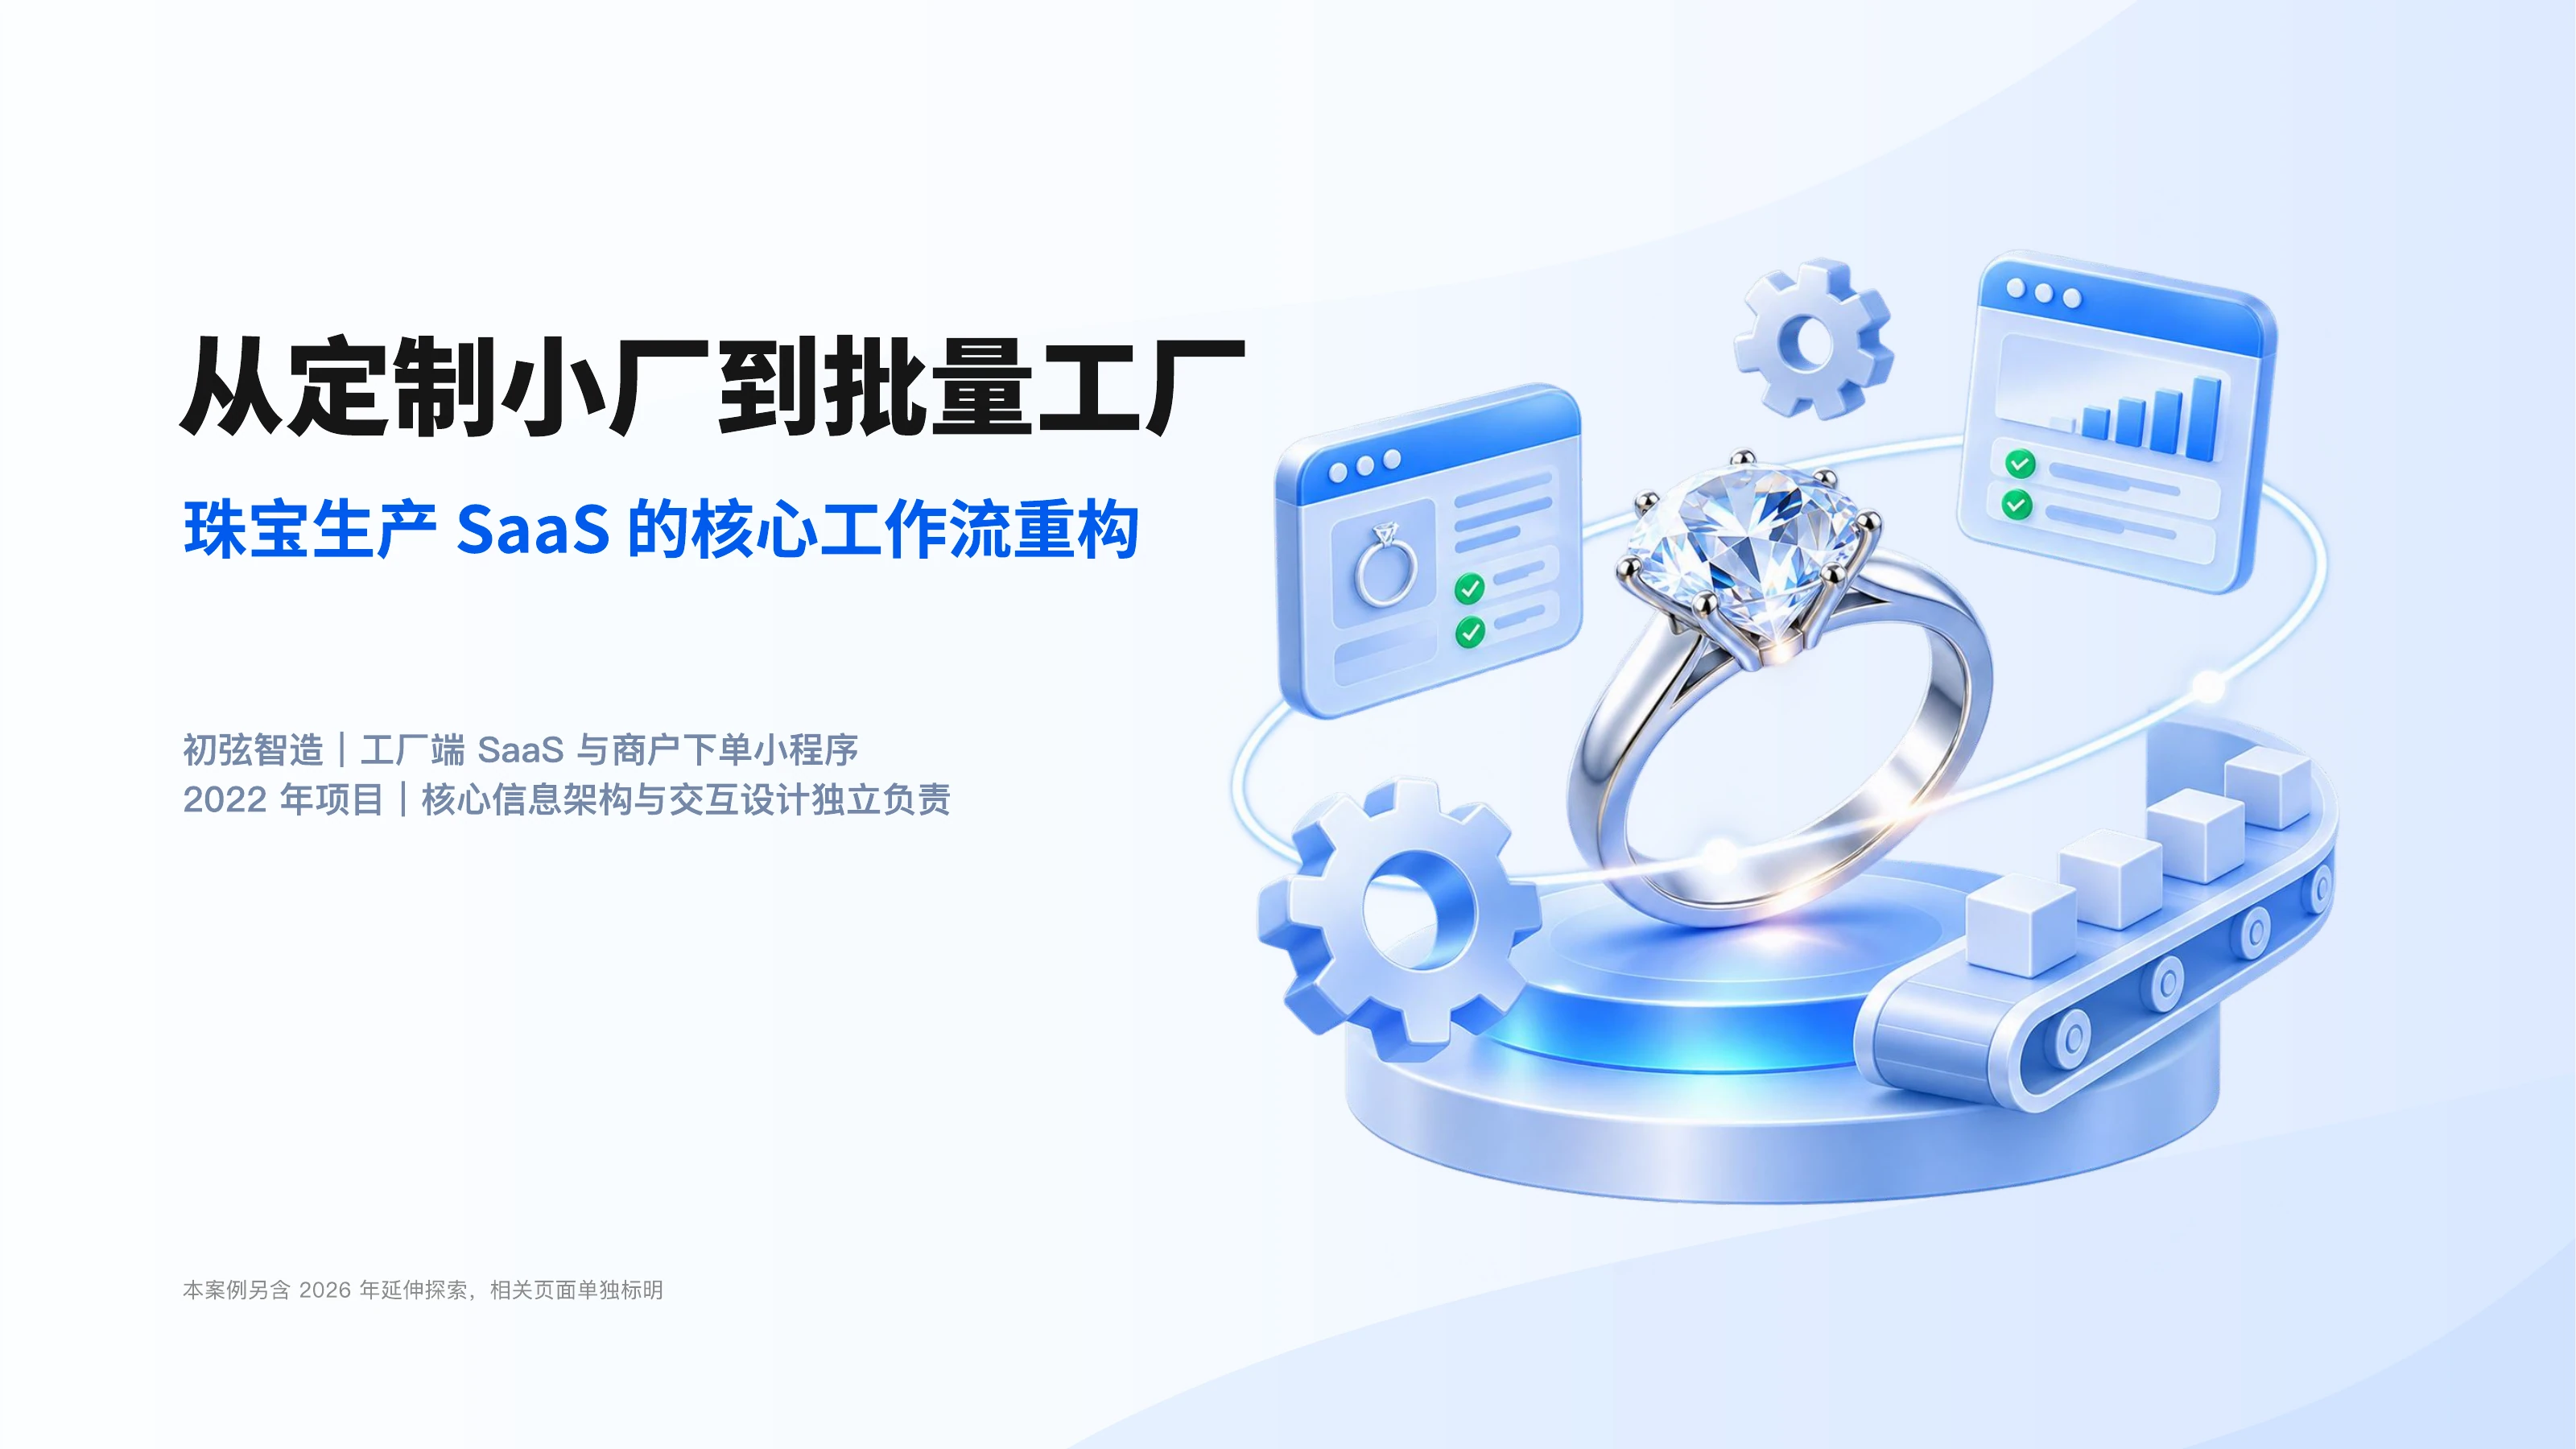 从定制小厂到批量工厂
珠宝生产 SaaS 的核心工作流重构
初弦智造｜工厂端 SaaS 与商户下单小程序
2022 年项目｜核心信息架构与交互设计独立负责
本案例另含 2026 年延伸探索，相关页面单独标明